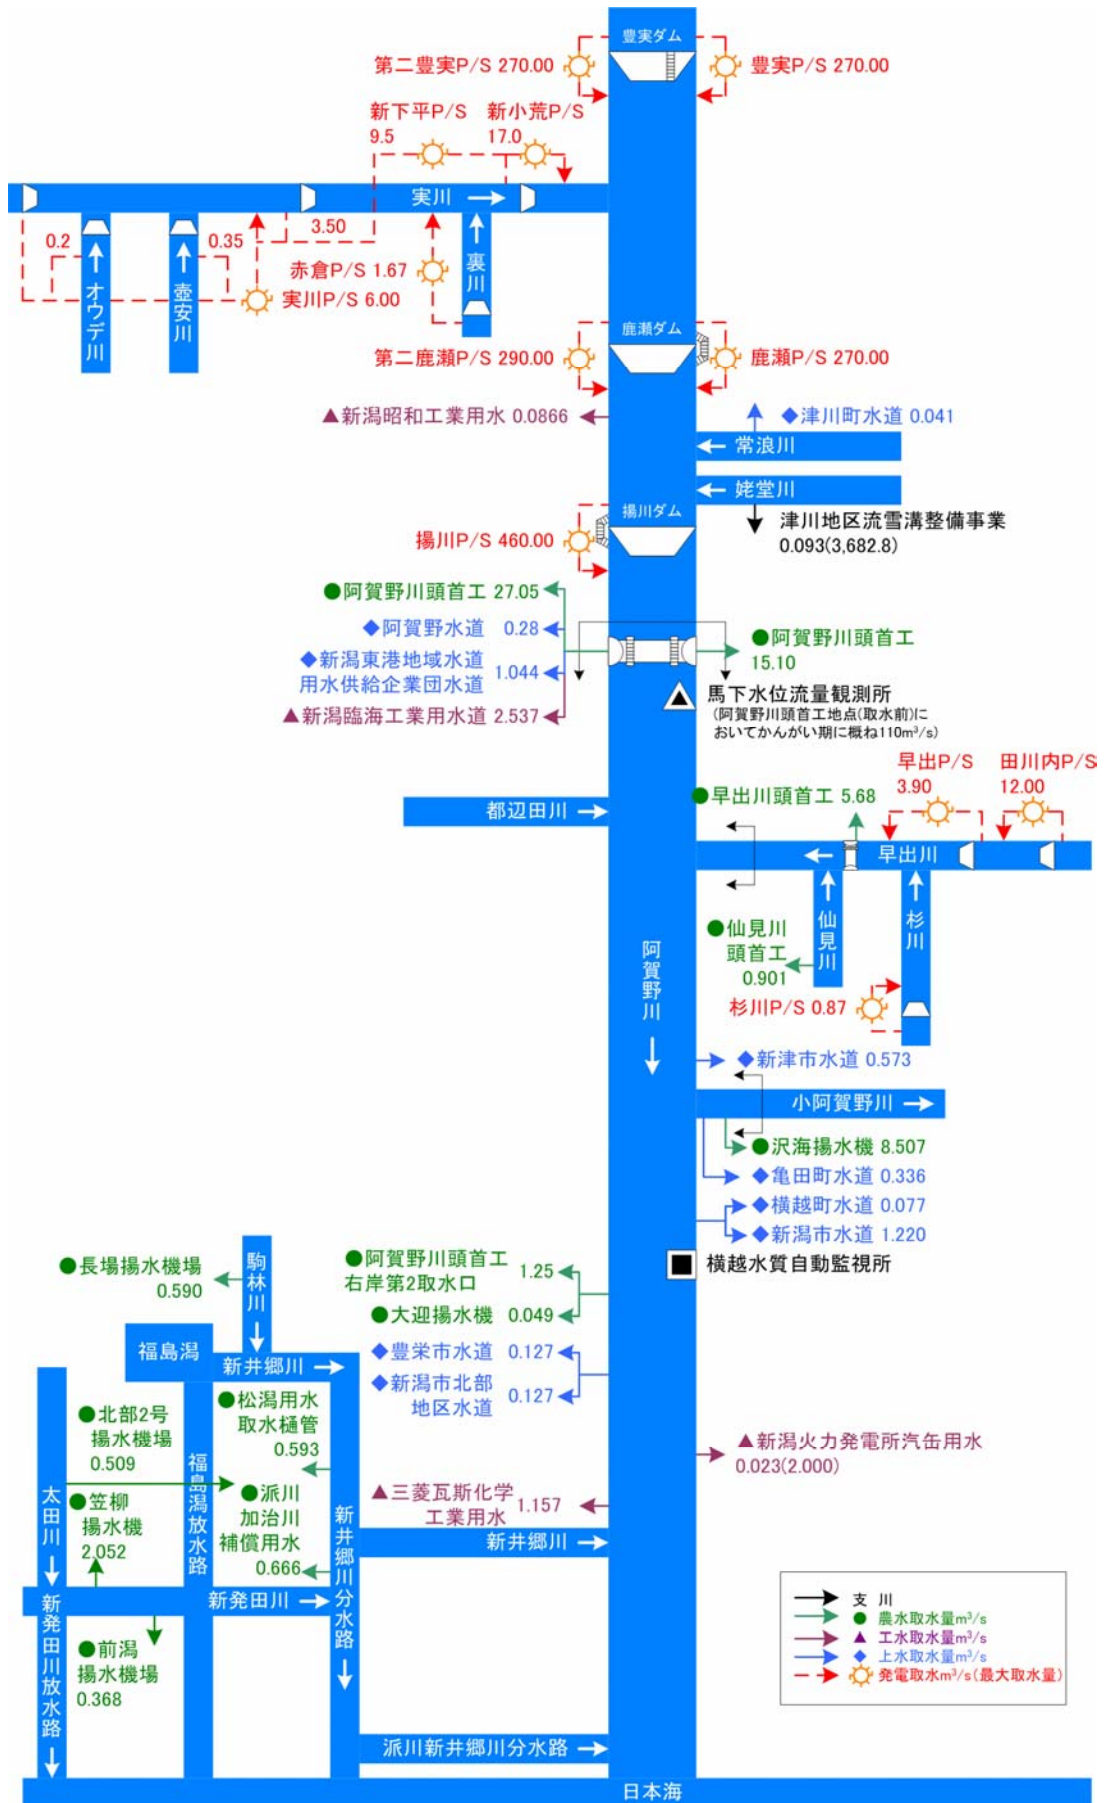 豊実ダム
第二豊実P/S 270.00
豊実P/S 270.00
新下平P/S
9.5
新小荒P/S
17.0
実川
0.2
0.35
3.50
オウデ川
壺安川
赤倉P/S 1.67
実川P/S 6.00
裏川
鹿瀬ダム
第二鹿瀬P/S 290.00
鹿瀬P/S 270.00
▲新潟昭和工業用水 0.0866
◆津川町水道 0.041
常浪川
姥堂川
揚川ダム
津川地区流雪溝整備事業
0.093(3,682.8)
揚川P/S 460.00
●阿賀野川頭首工 27.05
◆阿賀野水道 0.28
◆新潟東港地域水道
用水供給企業団水道
1.044
▲新潟臨海工業用水道 2.537
●阿賀野川頭首工
15.10
馬下水位流量観測所
(阿賀野川頭首工地点(取水前)に
おいてかんがい期に概ね110m³/s)
早出P/S
3.90
田川内P/S
12.00
●早出川頭首工 5.68
都辺田川
早出川
仙見川
杉川
●仙見川
頭首工
0.901
阿賀野川
杉川P/S 0.87
◆新津市水道 0.573
小阿賀野川
●沢海揚水機 8.507
◆亀田町水道 0.336
◆横越町水道 0.077
◆新潟市水道 1.220
横越水質自動監視所
●長場揚水機場
0.590
駒林川
●阿賀野川頭首工
右岸第2取水口
1.25
●大迎揚水機 0.049
福島潟
新井郷川
◆豊栄市水道 0.127
◆新潟市北部
地区水道
0.127
●北部2号
揚水機場
0.509
●松潟用水
取水樋管
0.593
福島潟放水路
▲新潟火力発電所汽缶用水
0.023(2.000)
太田川
●笠柳
揚水機
2.052
●派川
加治川
補償用水
0.666
新井郷川分水路
▲三菱瓦斯化学
工業用水
1.157
新井郷川
新発田川
新発田川放水路
●前潟
揚水機場
0.368
支 川
● 農水取水量m³/s
▲ 工水取水量m³/s
◆ 上水取水量m³/s
発電取水m³/s(最大取水量)
派川新井郷川分水路
日本海